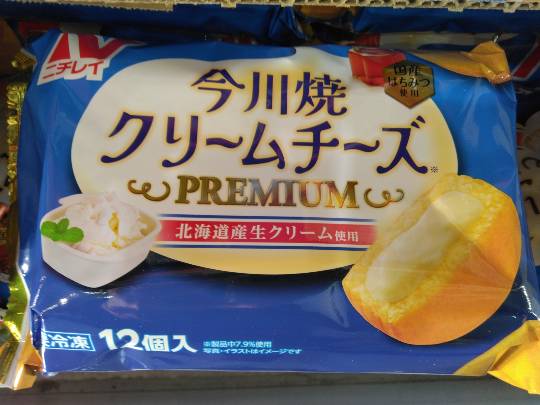 ニチレイ
今川焼
クリームチーズ※
PREMIUM
北海道産生クリーム使用
国産
はちみつ
使用
冷凍
12個入
※製品中7.9%使用
写真・イラストはイメージです